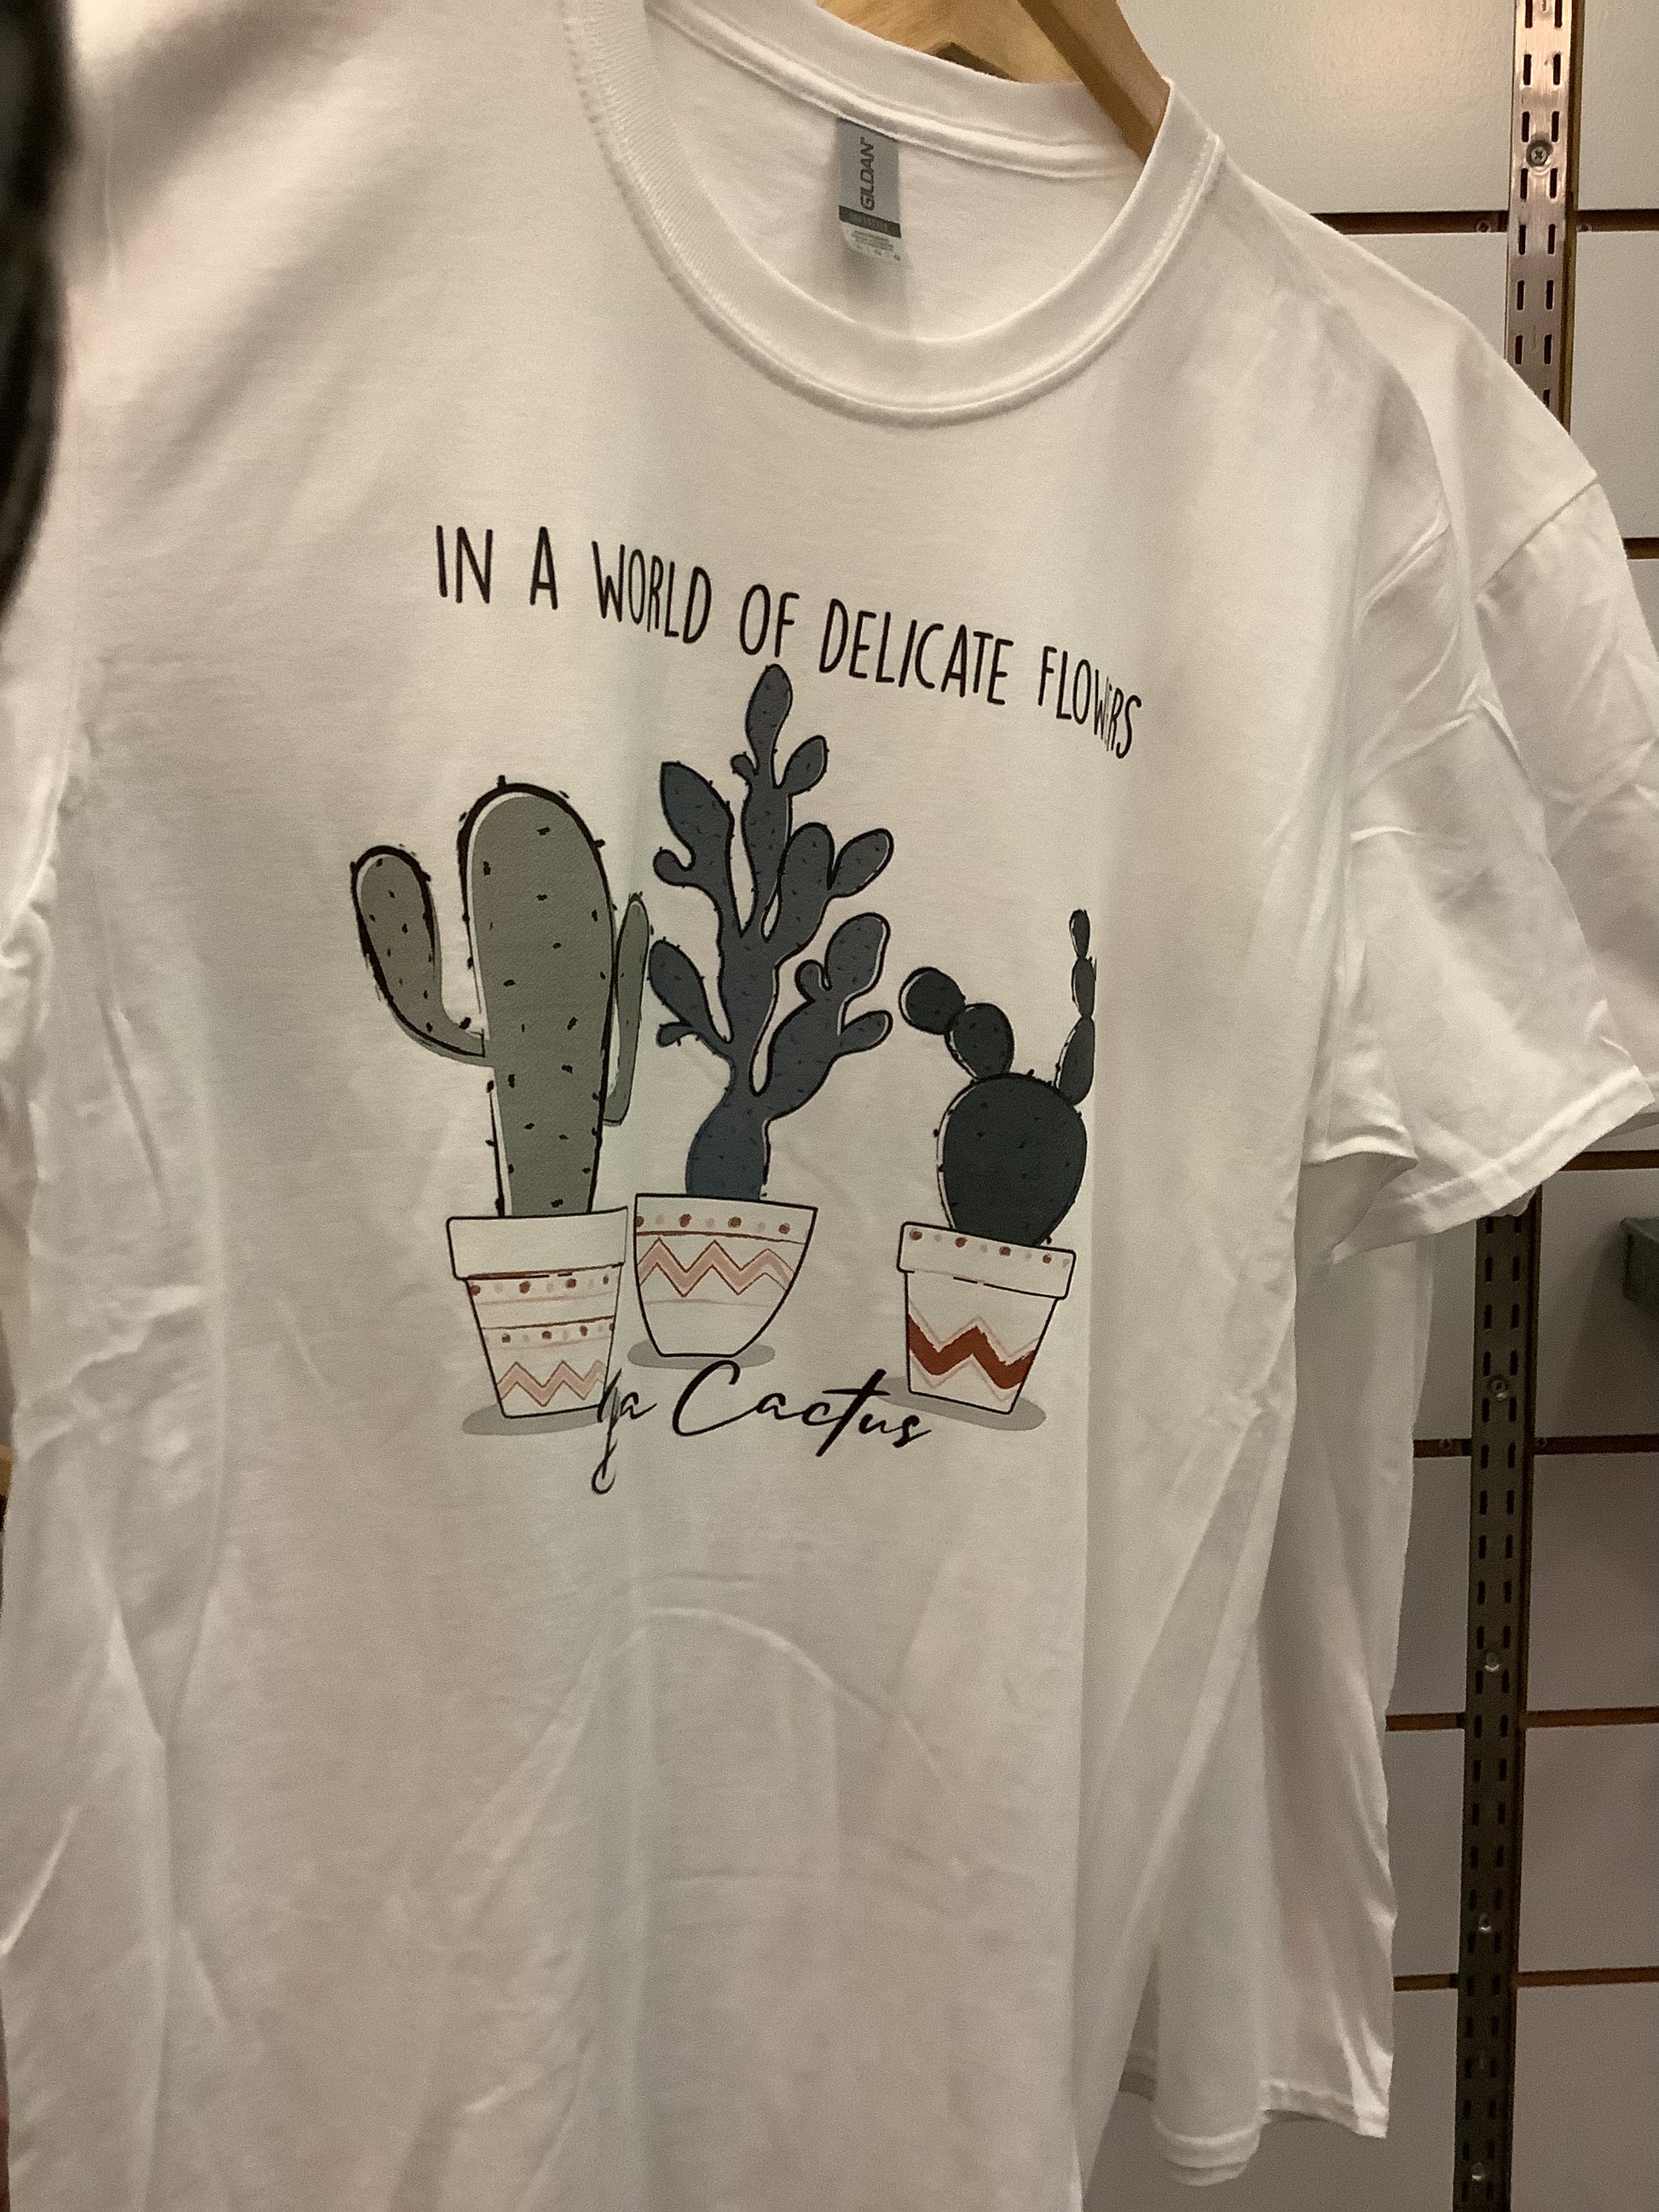 GILDAN
IN A WORLD OF DELICATE FLOWERS
a Cactus